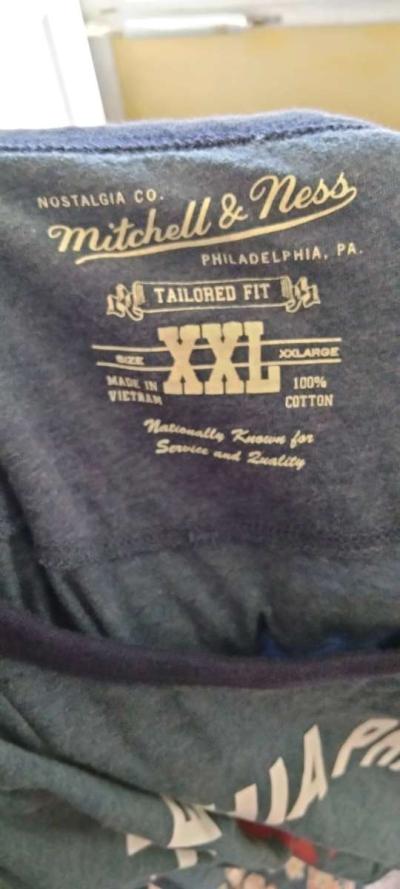 NOSTALGIA CO.
Mitchell & Ness
PHILADELPHIA, PA.
TAILORED FIT
SIZE XXL XXLARGE
MADE IN VIETNAM
100% COTTON
Nationally Known for
Service and Quality